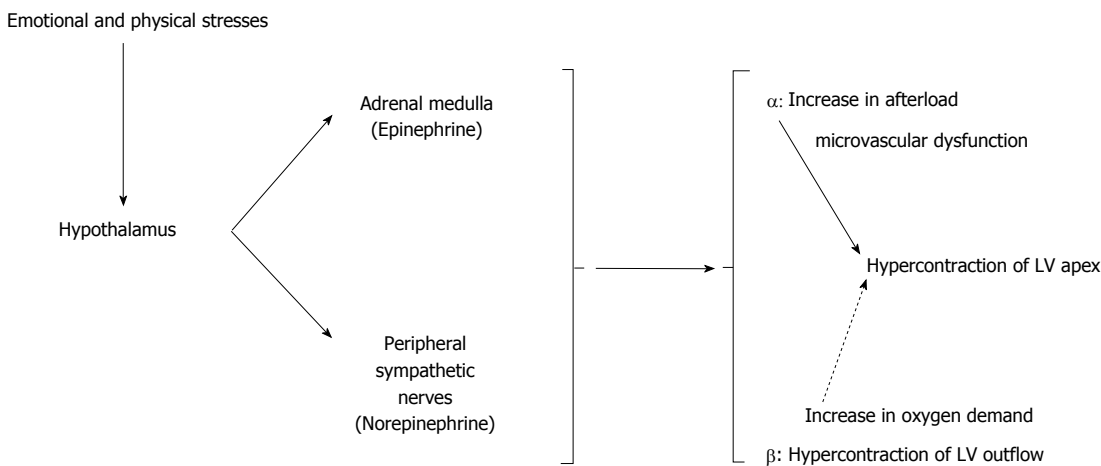 Emotional and physical stresses
Hypothalamus
Adrenal medulla
(Epinephrine)
Peripheral
sympathetic
nerves
(Norepinephrine)
α: Increase in afterload
microvascular dysfunction
Hypercontraction of LV apex
Increase in oxygen demand
β: Hypercontraction of LV outflow